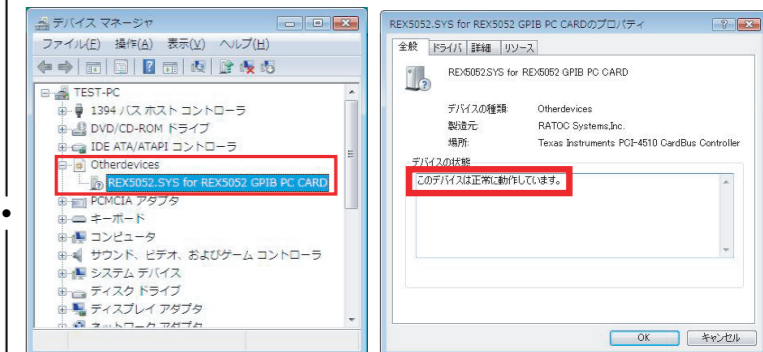 デバイス マネージャ
ファイル(F) 操作(A) 表示(V) ヘルプ(H)
TEST-PC
1394 バス ホスト コントローラ
DVD/CD-ROM ドライブ
IDE ATA/ATAPI コントローラ
Otherdevices
REX5052.SYS for REX5052 GPIB PC CARD
PCMCIA アダプタ
キーボード
コンピュータ
サウンド、ビデオ、およびゲーム コントローラ
システム デバイス
ディスク ドライブ
ディスプレイ アダプタ
ネットワーク アダプタ
REX5052.SYS for REX5052 GPIB PC CARDのプロパティ
全般 ドライバ 詳細 リソース
REX5052.SYS for REX5052 GPIB PC CARD
デバイスの種類: Otherdevices
製造元: RATOC Systems,Inc.
場所: Texas Instruments PCI-4510 CardBus Controller
デバイスの状態
このデバイスは正常に動作しています。
OK キャンセル